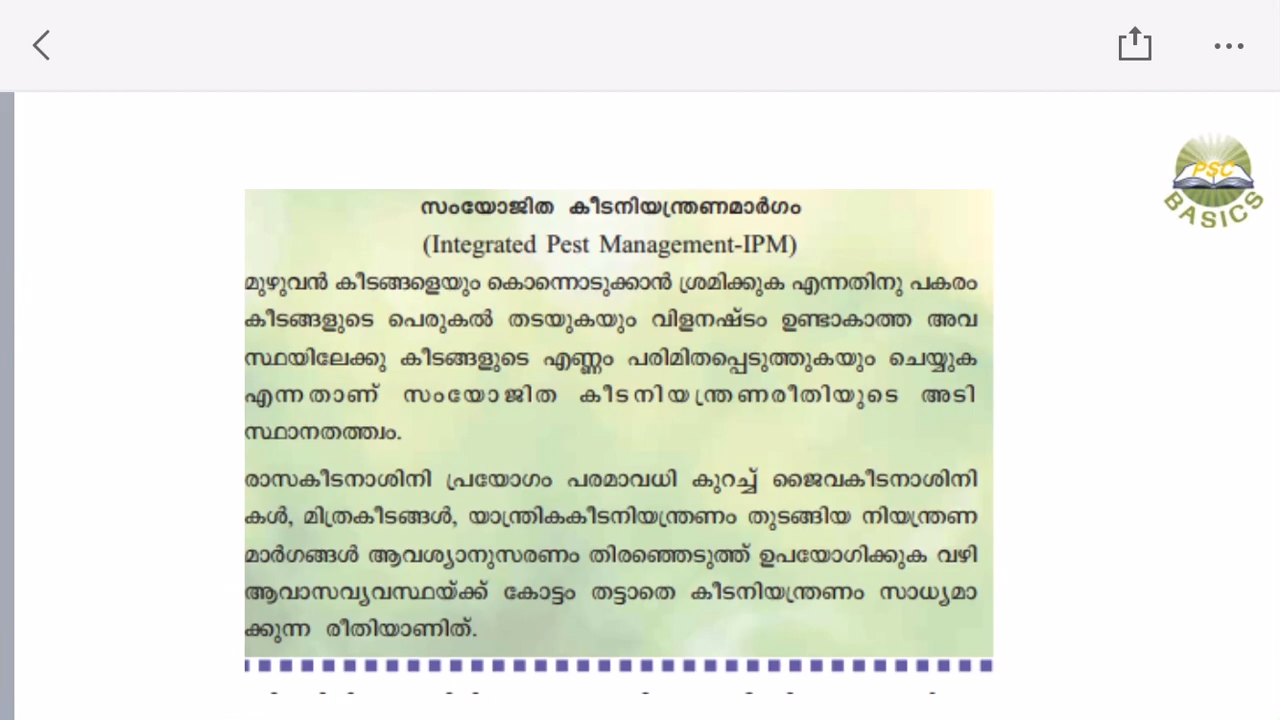 PSC
BASICS
സംയോജിത കീടനിയന്ത്രണമാർഗം
(Integrated Pest Management-IPM)
മുഴുവൻ കീടങ്ങളെയും കൊന്നൊടുക്കാൻ ശ്രമിക്കുക എന്നതിനു പകരം
കീടങ്ങളുടെ പെരുകൽ തടയുകയും വിളനഷ്ടം ഉണ്ടാകാത്ത അവ
സ്ഥയിലേക്കു കീടങ്ങളുടെ എണ്ണം പരിമിതപ്പെടുത്തുകയും ചെയ്യുക
എന്നതാണ് സംയോജിത കീടനിയന്ത്രണരീതിയുടെ അടി
സ്ഥാനതത്ത്വം.
രാസകീടനാശിനി പ്രയോഗം പരമാവധി കുറച്ച് ജൈവകീടനാശിനി
കൾ, മിത്രകീടങ്ങൾ, യാന്ത്രികകീടനിയന്ത്രണം തുടങ്ങിയ നിയന്ത്രണ
മാർഗങ്ങൾ ആവശ്യാനുസരണം തിരഞ്ഞെടുത്ത് ഉപയോഗിക്കുക വഴി
ആവാസവ്യവസ്ഥയ്ക്ക് കോട്ടം തട്ടാതെ കീടനിയന്ത്രണം സാധ്യമാ
ക്കുന്ന രീതിയാണിത്.